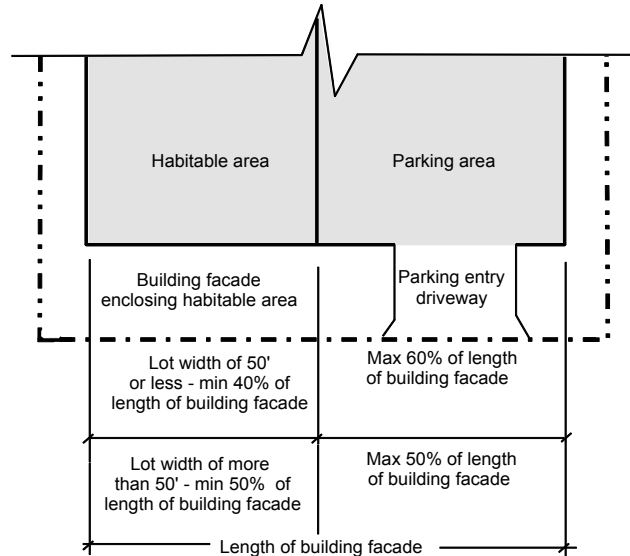 Habitable area
Parking area
Building facade
enclosing habitable area
Parking entry
driveway
Lot width of 50'
or less - min 40% of
length of building facade
Max 60% of length
of building facade
Lot width of more
than 50' - min 50% of
length of building facade
Max 50% of length
of building facade
Length of building facade